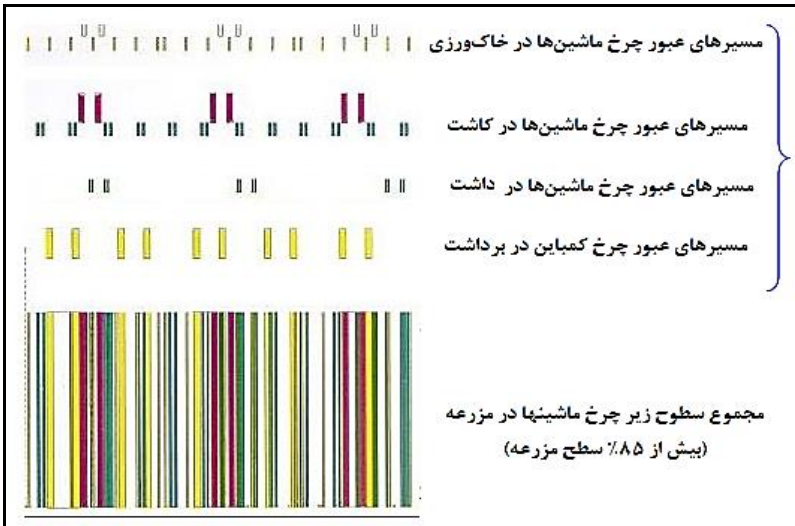 مسیرهای عبور چرخ ماشین‌ها در خاک‌ورزی
مسیرهای عبور چرخ ماشین‌ها در کاشت
مسیرهای عبور چرخ ماشین‌ها در داشت
مسیرهای عبور چرخ کمباین در برداشت
مجموع سطوح زیر چرخ ماشینها در مزرعه
(بیش از ۸۵٪ سطح مزرعه)